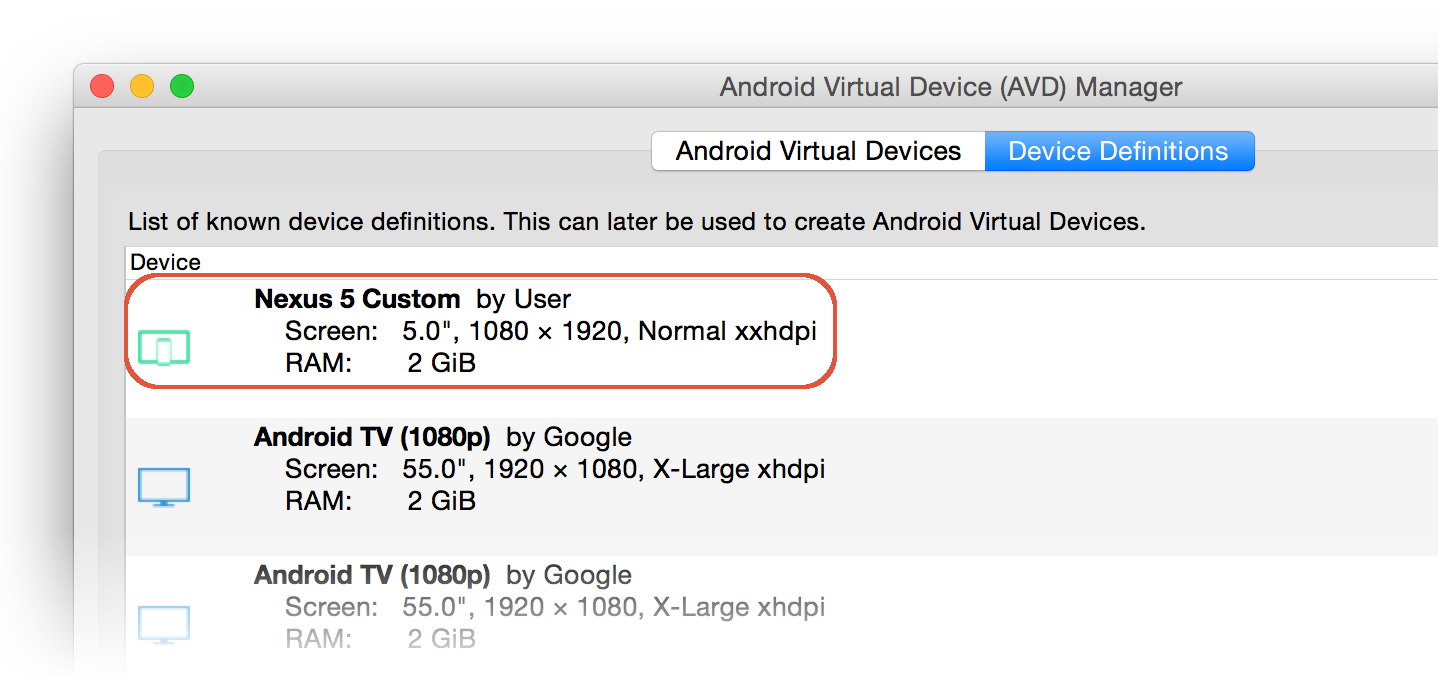 Android Virtual Device (AVD) Manager
Android Virtual Devices Device Definitions
List of known device definitions. This can later be used to create Android Virtual Devices.
Device
Nexus 5 Custom by User
Screen: 5.0", 1080 × 1920, Normal xxhdpi
RAM: 2 GiB
Android TV (1080p) by Google
Screen: 55.0", 1920 × 1080, X-Large xhdpi
RAM: 2 GiB
Android TV (1080p) by Google
Screen: 55.0", 1920 × 1080, X-Large xhdpi
RAM: 2 GiB